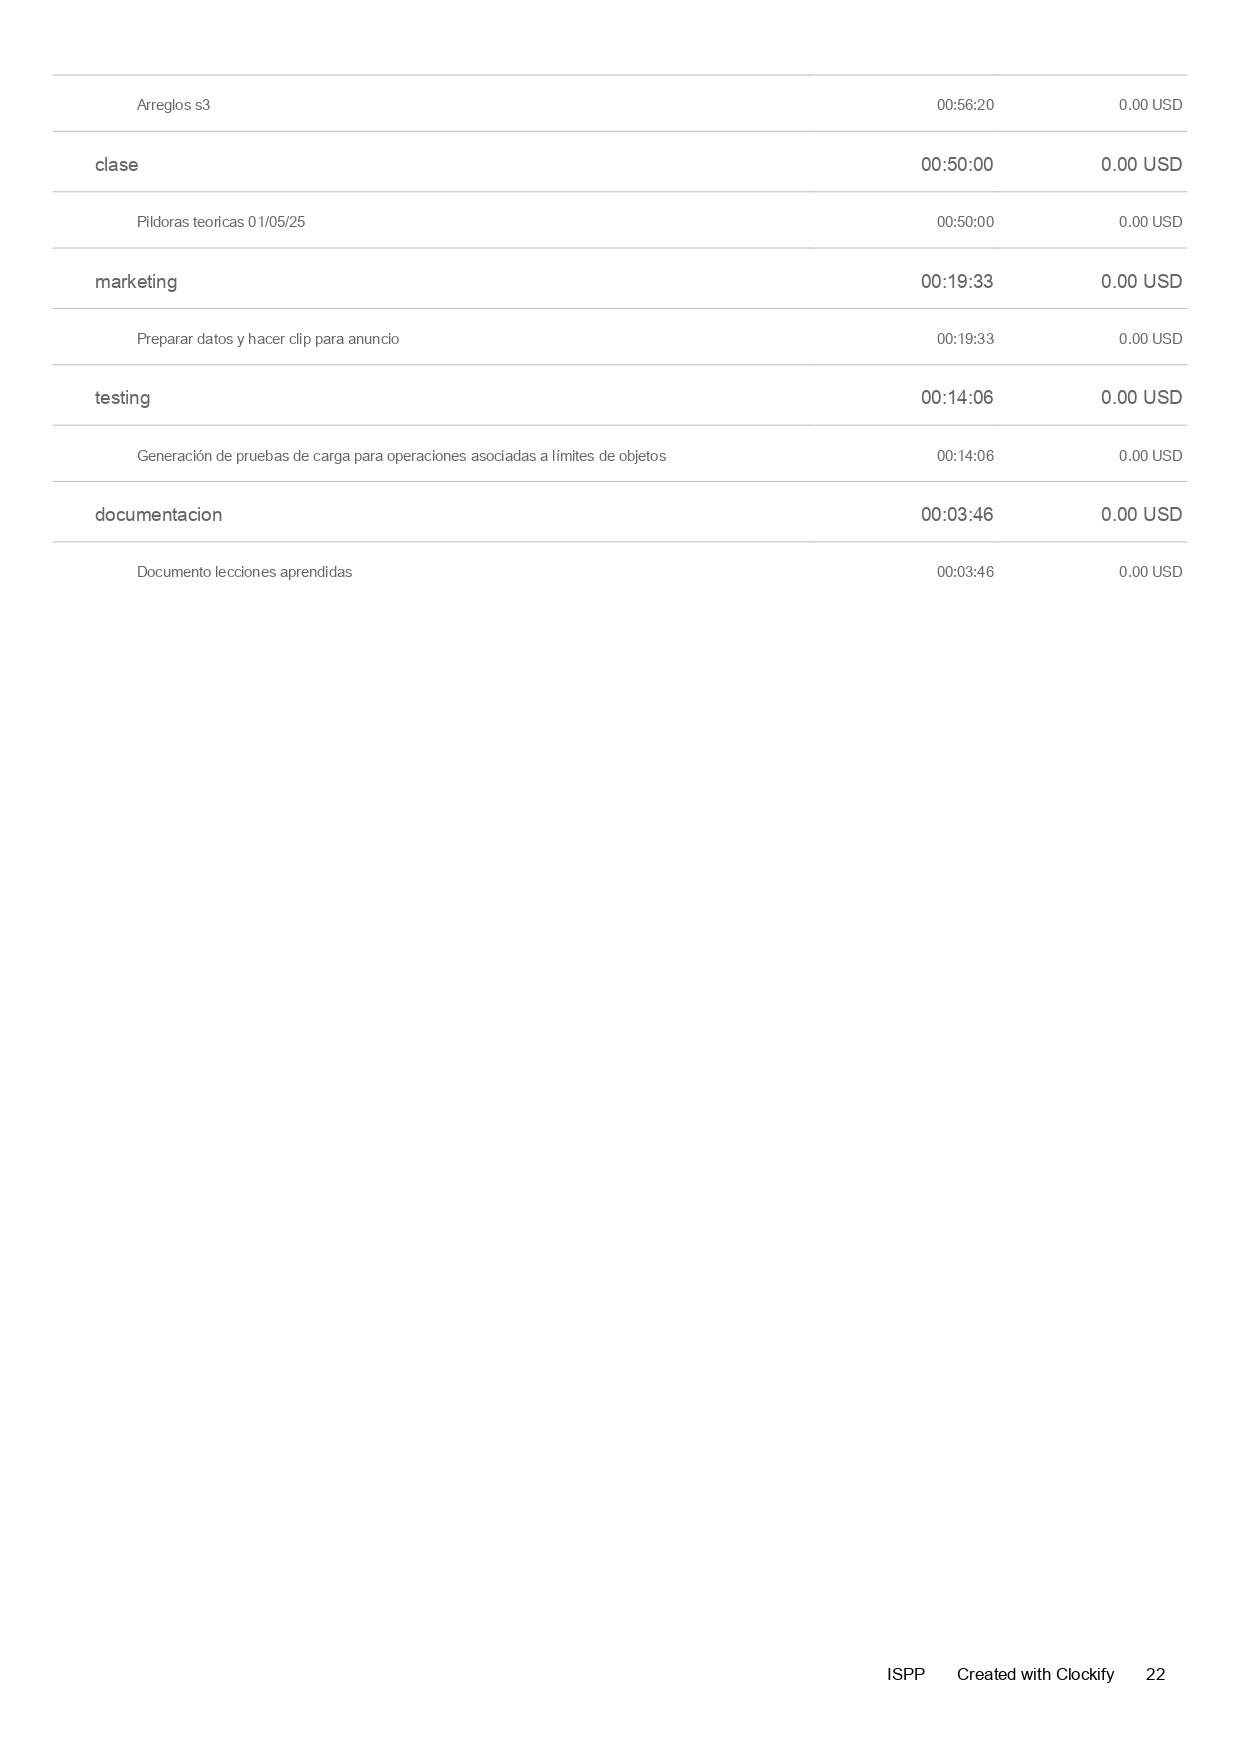 Arreglos s3 00:56:20 0.00 USD
clase 00:50:00 0.00 USD
Pildoras teoricas 01/05/25 00:50:00 0.00 USD
marketing 00:19:33 0.00 USD
Preparar datos y hacer clip para anuncio 00:19:33 0.00 USD
testing 00:14:06 0.00 USD
Generación de pruebas de carga para operaciones asociadas a límites de objetos 00:14:06 0.00 USD
documentacion 00:03:46 0.00 USD
Documento lecciones aprendidas 00:03:46 0.00 USD
ISPP Created with Clockify 22